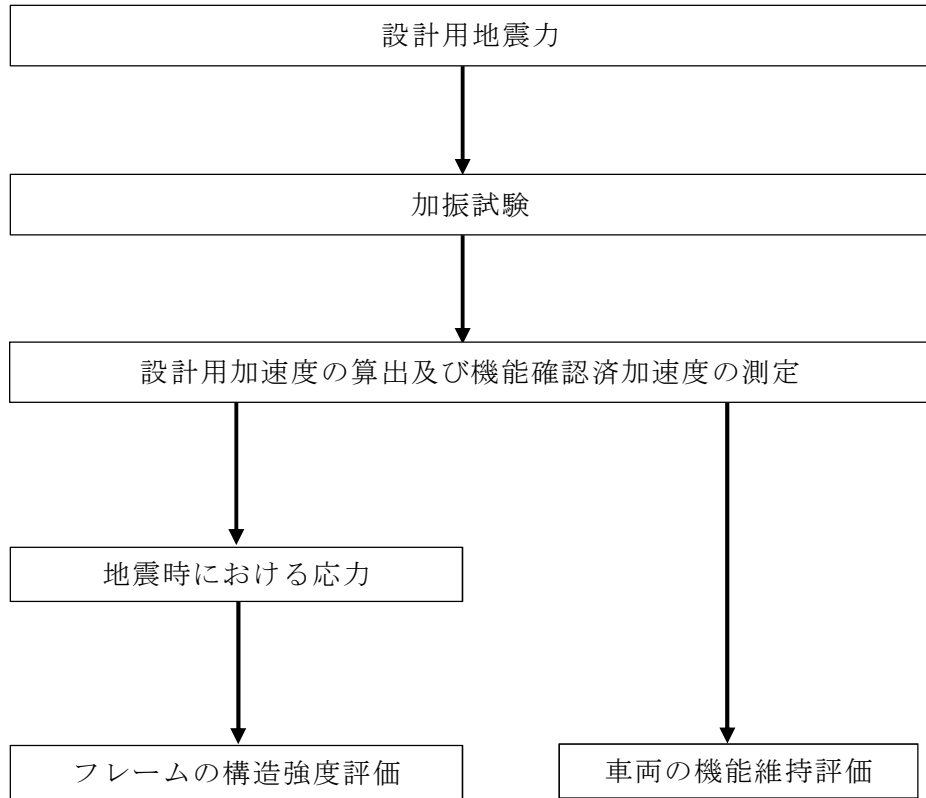 設計用地震力
加振試験
設計用加速度の算出及び機能確認済加速度の測定
地震時における応力
フレームの構造強度評価
車両の機能維持評価